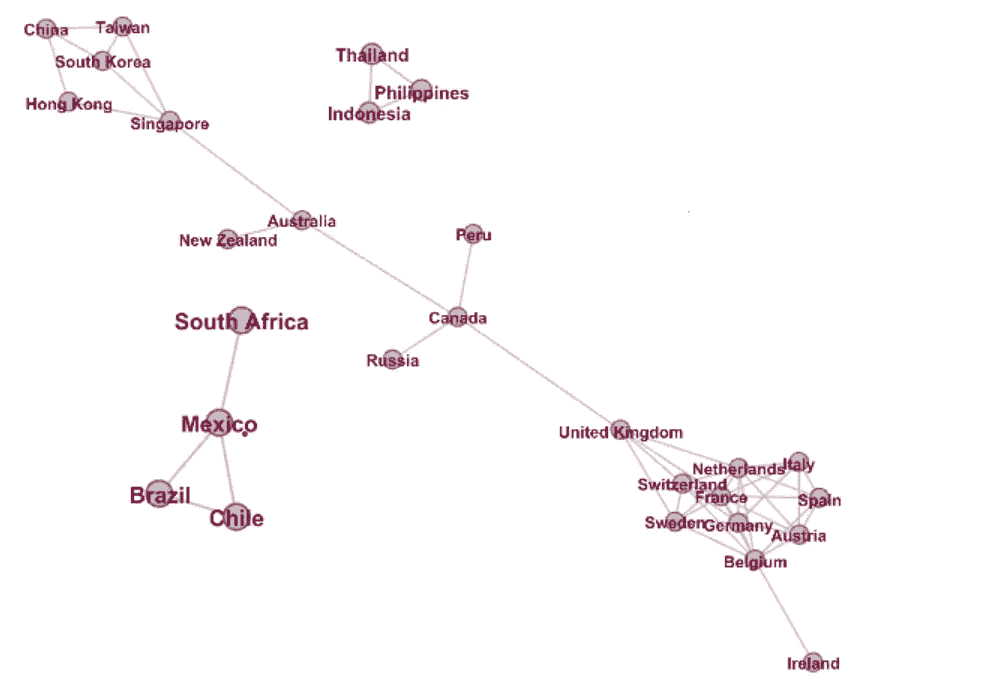 China
Taiwan
South Korea
Hong Kong
Singapore
Thailand
Philippines
Indonesia
Australia
New Zealand
Peru
Canada
Russia
South Africa
Mexico
Brazil
Chile
United Kingdom
Netherlands
Italy
Switzerland
France
Spain
Sweden
Germany
Austria
Belgium
Ireland